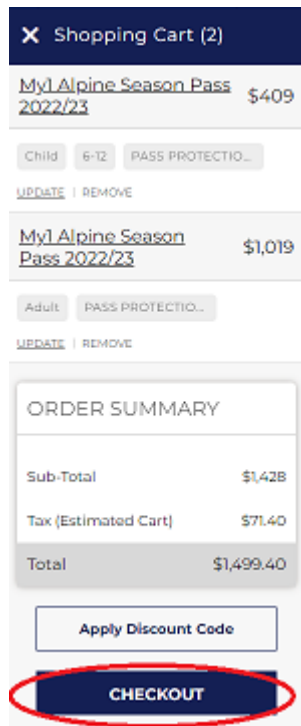 X Shopping Cart (2)
My1 Alpine Season Pass $409
2022/23
Child 6-12 PASS PROTECTIO...
UPDATE | REMOVE
My1 Alpine Season $1,019
Pass 2022/23
Adult PASS PROTECTIO...
UPDATE | REMOVE
ORDER SUMMARY
Sub-Total $1,428
Tax (Estimated Cart) $71.40
Total $1,499.40
Apply Discount Code
CHECKOUT